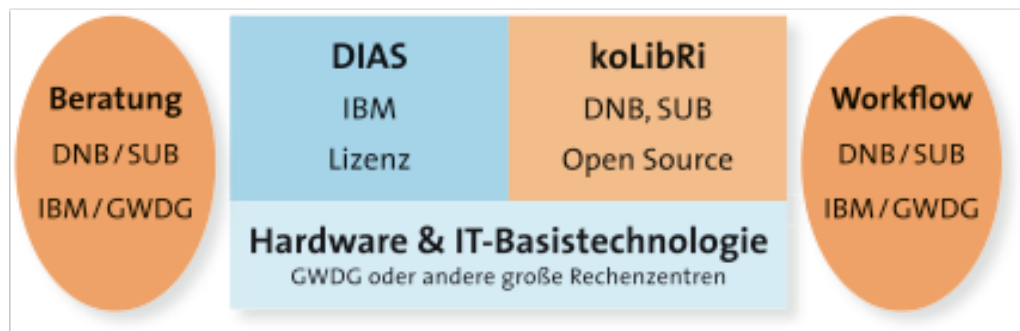 Beratung
DNB / SUB
IBM / GWDG
DIAS
IBM
Lizenz
koLibRi
DNB, SUB
Open Source
Hardware & IT-Basistechnologie
GWDG oder andere große Rechenzentren
Workflow
DNB / SUB
IBM / GWDG